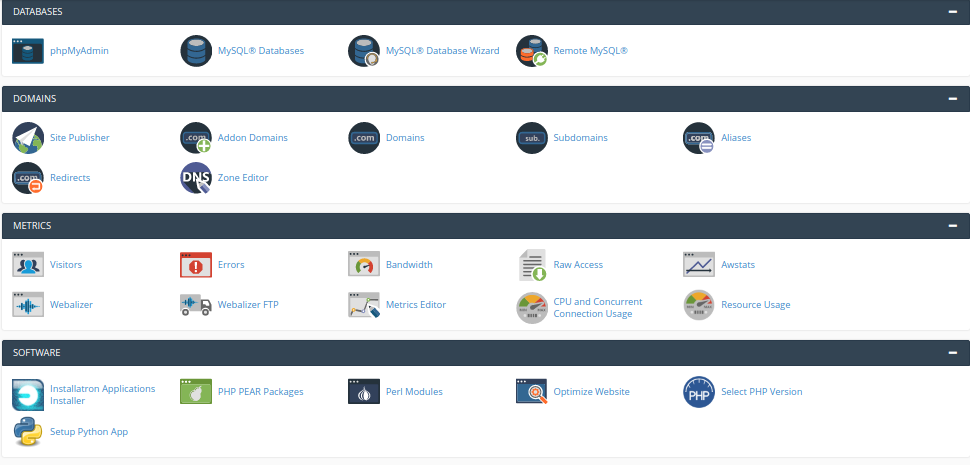 DATABASES
phpMyAdmin MySQL® Databases MySQL® Database Wizard Remote MySQL®
DOMAINS
Site Publisher .com Addon Domains .com Domains sub. Subdomains .com Aliases
.com Redirects DNS Zone Editor
METRICS
Visitors Errors Bandwidth Raw Access Awstats
Webalizer Webalizer FTP Metrics Editor CPU and Concurrent
Connection Usage Resource Usage
SOFTWARE
Installatron Applications
Installer PHP PEAR Packages Perl Modules Optimize Website PHP Select PHP Version
Setup Python App